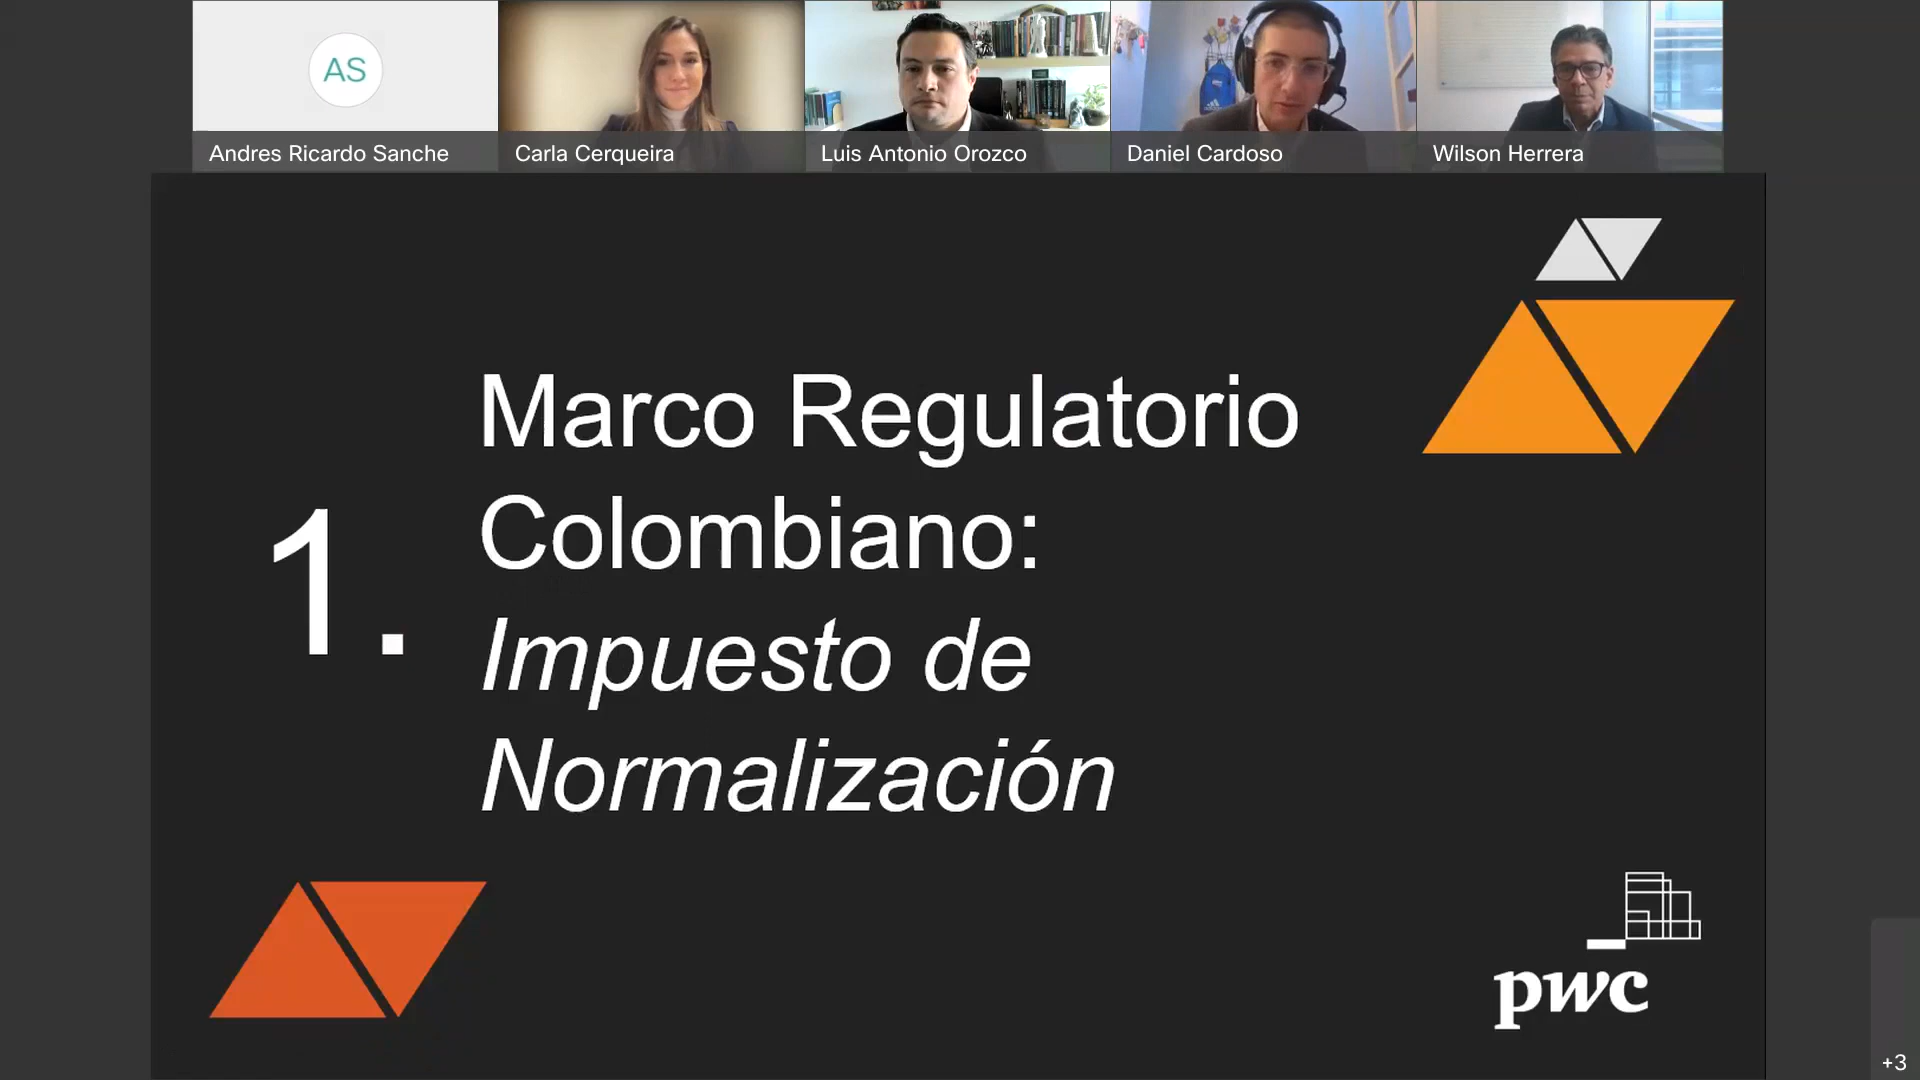 AS
Andres Ricardo Sanche
Carla Cerqueira
Luis Antonio Orozco
Daniel Cardoso
Wilson Herrera
1.
Marco Regulatorio
Colombiano:
Impuesto de
Normalización
pwc
+3